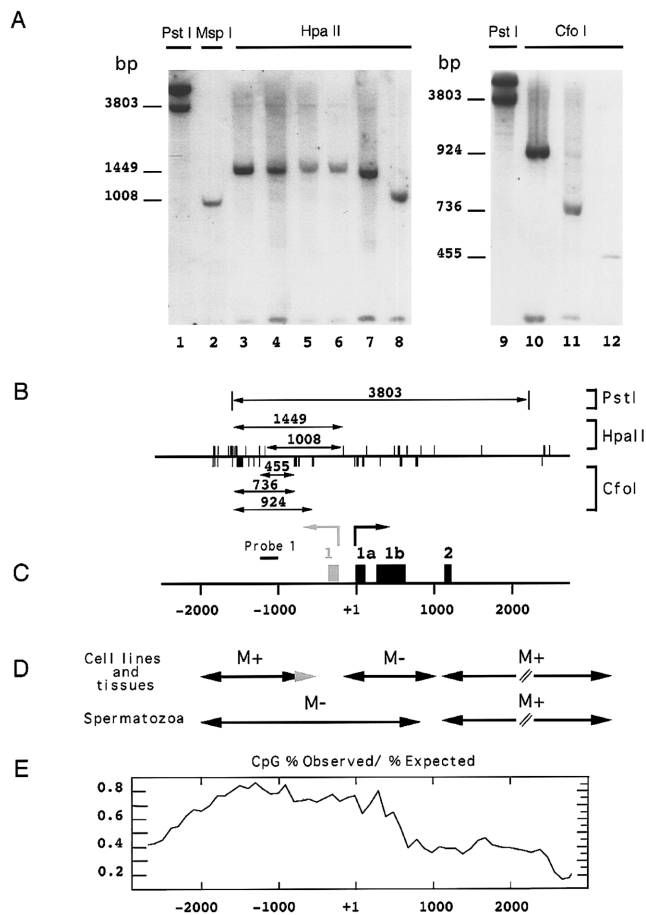 A
Pst I Msp I Hpa II
Pst I Cfo I
bp
bp
3803
1449
1008
3803
924
736
455
1 2 3 4 5 6 7 8
9 10 11 12
B
3803
PstI
1449
1008
HpaII
455
736
924
CfoI
Probe 1
1 1a 1b 2
C
-2000 -1000 +1 1000 2000
D
Cell lines
and
tissues
M+ M- M+
Spermatozoa
M- M+
E
CpG % Observed/ % Expected
0.8
0.6
0.4
0.2
-2000 -1000 +1 1000 2000